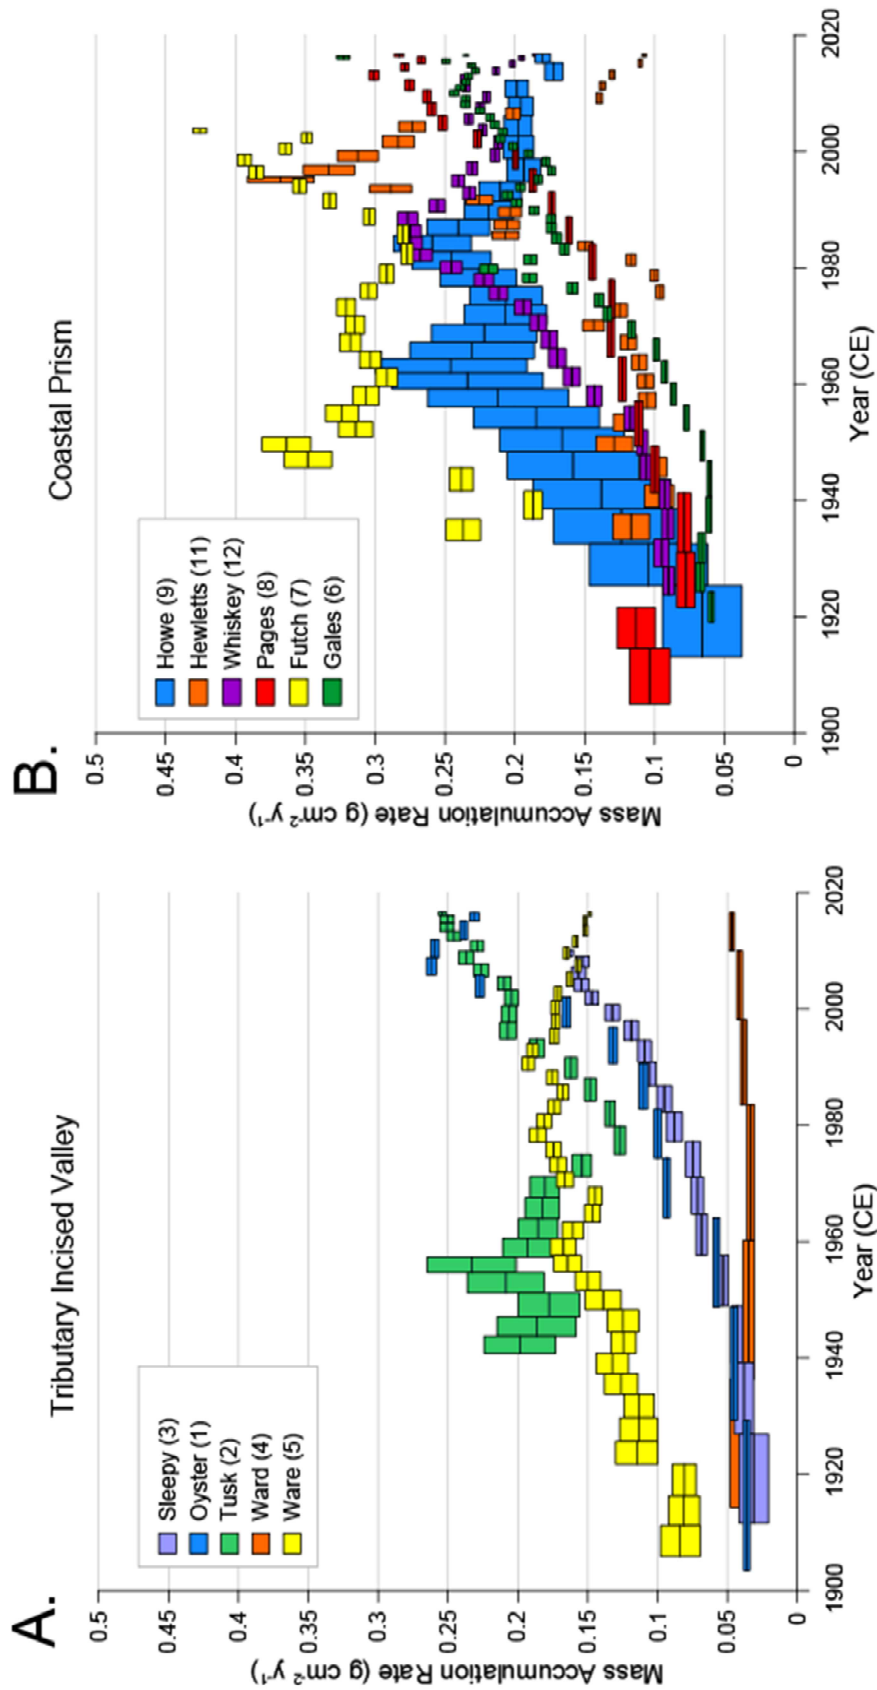 A.
Tributary Incised Valley
Sleepy (3)
Oyster (1)
Tusk (2)
Ward (4)
Ware (5)
Mass Accumulation Rate (g cm⁻² y⁻¹)
0.5
0.45
0.4
0.35
0.3
0.25
0.2
0.15
0.1
0.05
0
1900
1920
1940
1960
1980
2000
2020
Year (CE)
B.
Coastal Prism
Howe (9)
Hewletts (11)
Whiskey (12)
Pages (8)
Futch (7)
Gales (6)
Mass Accumulation Rate (g cm⁻² y⁻¹)
0.5
0.45
0.4
0.35
0.3
0.25
0.2
0.15
0.1
0.05
0
1900
1920
1940
1960
1980
2000
2020
Year (CE)